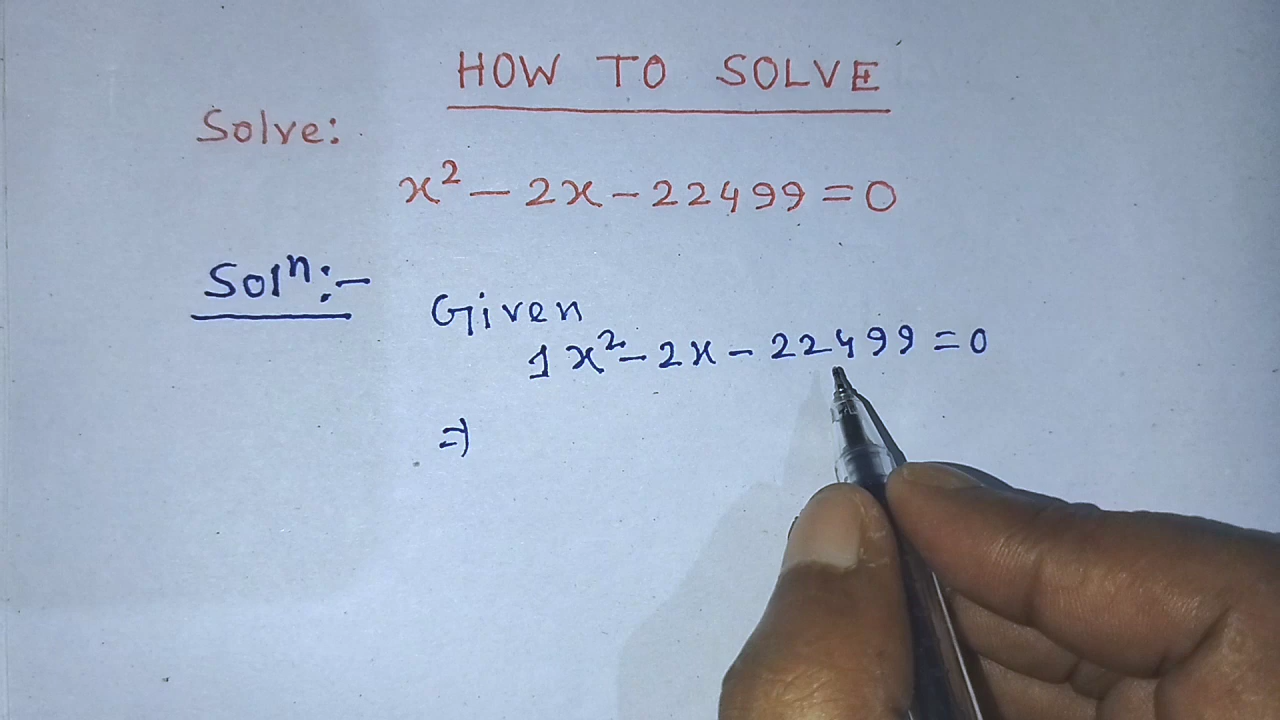 HOW TO SOLVE
Solve:
x² - 2x - 22499 = 0
Solⁿ:-
Given
1x² - 2x - 22499 = 0
⇒